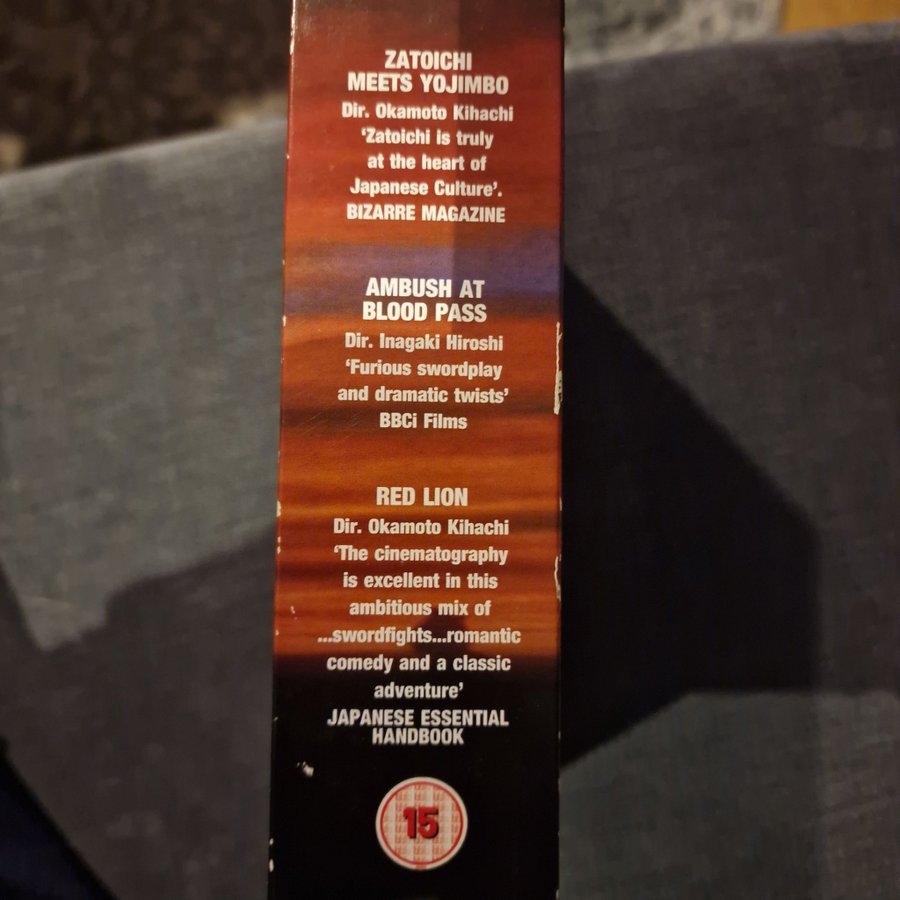 ZATOICHI
MEETS YOJIMBO
Dir. Okamoto Kihachi
‘Zatoichi is truly
at the heart of
Japanese Culture’.
BIZARRE MAGAZINE
AMBUSH AT
BLOOD PASS
Dir. Inagaki Hiroshi
‘Furious swordplay
and dramatic twists’
BBCi Films
RED LION
Dir. Okamoto Kihachi
‘The cinematography
is excellent in this
ambitious mix of
...swordfights...romantic
comedy and a classic
adventure’
JAPANESE ESSENTIAL
HANDBOOK
15